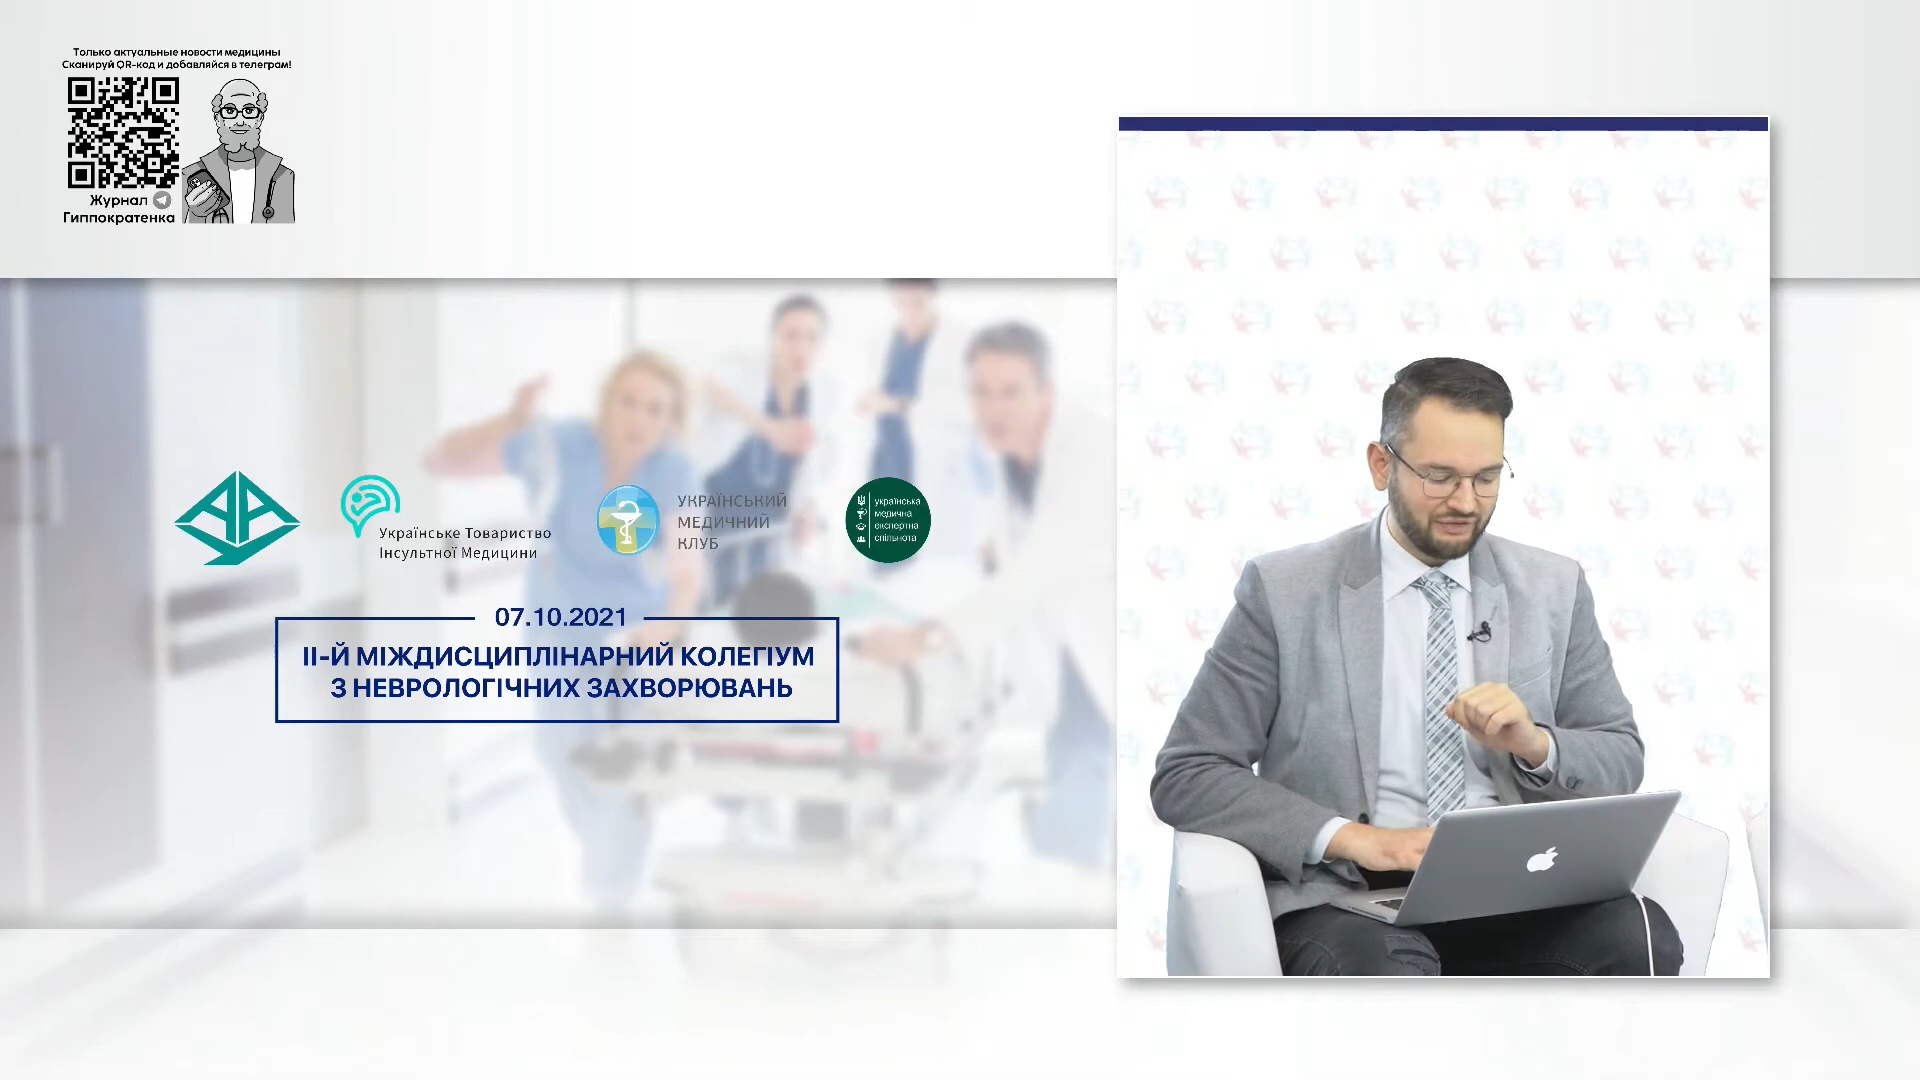 Только актуальные новости медицины
Сканируй QR-код и добавляйся в телеграм!
Журнал
Гиппократенка
Українське Товариство
Інсультної Медицини
УКРАЇНСЬКИЙ
МЕДИЧНИЙ
КЛУБ
українська
медична
експертна
спільнота
07.10.2021
ІІ-Й МІЖДИСЦИПЛІНАРНИЙ КОЛЕГІУМ
З НЕВРОЛОГІЧНИХ ЗАХВОРЮВАНЬ